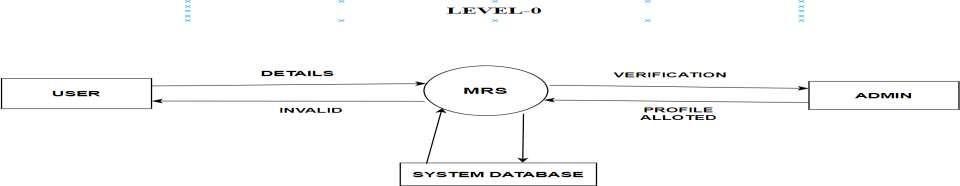 LEVEL-0
DETAILS
VERIFICATION
USER
MRS
ADMIN
INVALID
PROFILE
ALLOTED
SYSTEM DATABASE